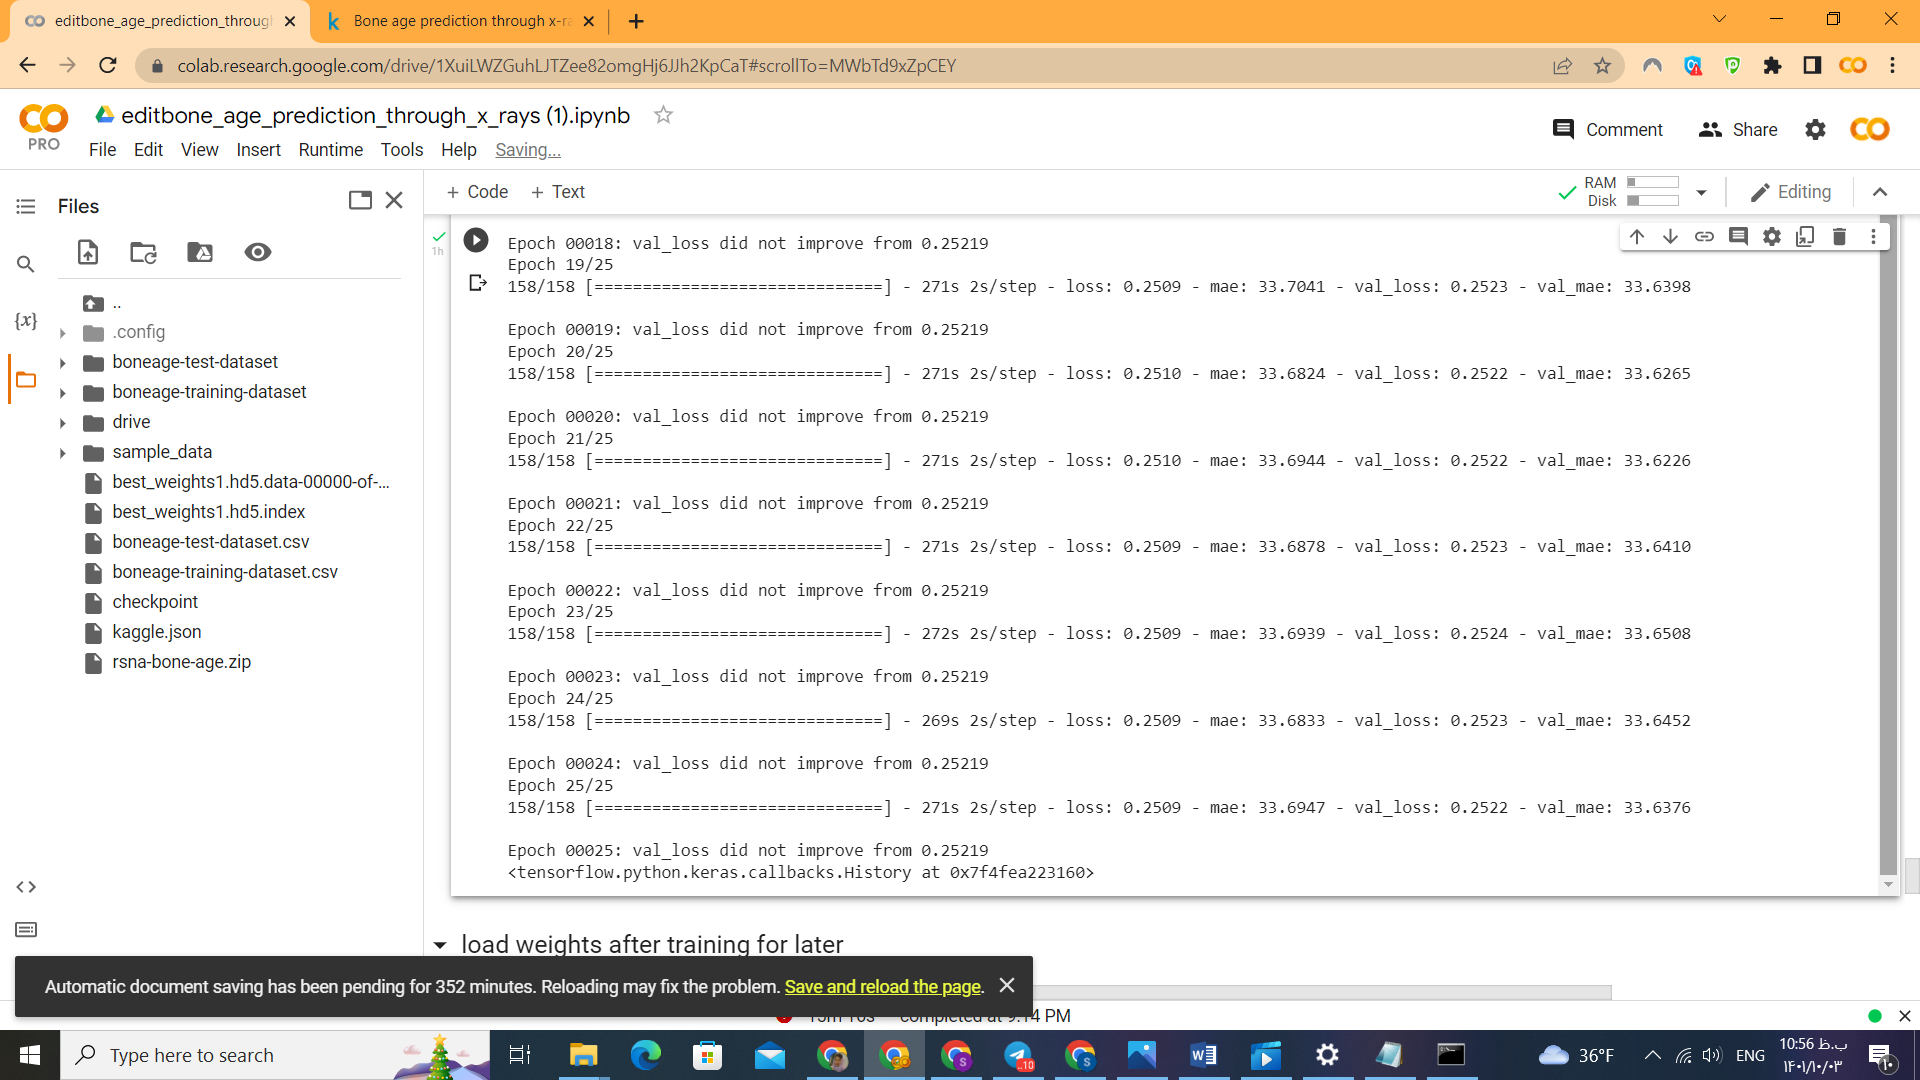 editbone_age_prediction_through
Bone age prediction through x-ra
colab.research.google.com/drive/1XuiLWZGuhLJTZee82omgHj6JJh2KpCaT#scrollTo=MWbTd9xZpCEY
PRO
editbone_age_prediction_through_x_rays (1).ipynb
File Edit View Insert Runtime Tools Help Saving...
Comment
Share
Files
+ Code + Text
RAM
Disk
Editing
..
.config
boneage-test-dataset
boneage-training-dataset
drive
sample_data
best_weights1.hd5.data-00000-of-...
best_weights1.hd5.index
boneage-test-dataset.csv
boneage-training-dataset.csv
checkpoint
kaggle.json
rsna-bone-age.zip
{x}
1h
Epoch 00018: val_loss did not improve from 0.25219
Epoch 19/25
158/158 [==============================] - 271s 2s/step - loss: 0.2509 - mae: 33.7041 - val_loss: 0.2523 - val_mae: 33.6398
Epoch 00019: val_loss did not improve from 0.25219
Epoch 20/25
158/158 [==============================] - 271s 2s/step - loss: 0.2510 - mae: 33.6824 - val_loss: 0.2522 - val_mae: 33.6265
Epoch 00020: val_loss did not improve from 0.25219
Epoch 21/25
158/158 [==============================] - 271s 2s/step - loss: 0.2510 - mae: 33.6944 - val_loss: 0.2522 - val_mae: 33.6226
Epoch 00021: val_loss did not improve from 0.25219
Epoch 22/25
158/158 [==============================] - 271s 2s/step - loss: 0.2509 - mae: 33.6878 - val_loss: 0.2523 - val_mae: 33.6410
Epoch 00022: val_loss did not improve from 0.25219
Epoch 23/25
158/158 [==============================] - 272s 2s/step - loss: 0.2509 - mae: 33.6939 - val_loss: 0.2524 - val_mae: 33.6508
Epoch 00023: val_loss did not improve from 0.25219
Epoch 24/25
158/158 [==============================] - 269s 2s/step - loss: 0.2509 - mae: 33.6833 - val_loss: 0.2523 - val_mae: 33.6452
Epoch 00024: val_loss did not improve from 0.25219
Epoch 25/25
158/158 [==============================] - 271s 2s/step - loss: 0.2509 - mae: 33.6947 - val_loss: 0.2522 - val_mae: 33.6376
Epoch 00025: val_loss did not improve from 0.25219
<tensorflow.python.keras.callbacks.History at 0x7f4fea223160>
load weights after training for later
Automatic document saving has been pending for 352 minutes. Reloading may fix the problem. Save and reload the page.
completed at 9:14 PM
Type here to search
36°F
ENG
10:56 ب.ظ
۱۴۰۱/۱۰/۰۳